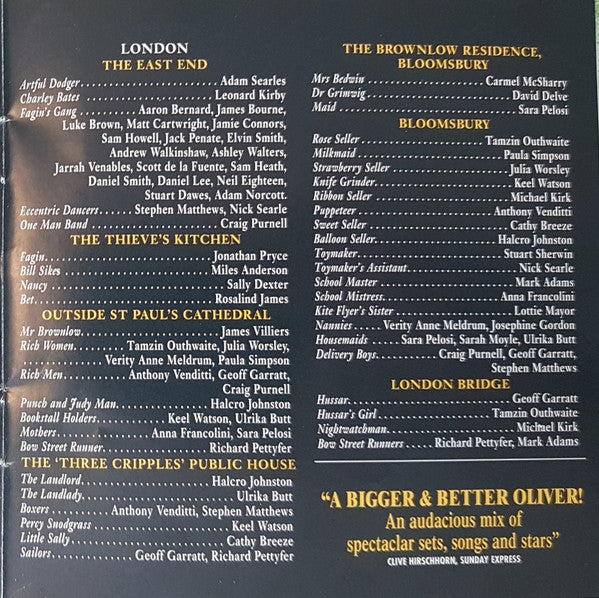 LONDON
THE EAST END
Artful Dodger......................Adam Searles
Charley Bates......................Leonard Kirby
Fagin's Gang............Aaron Bernard, James Bourne,
Luke Brown, Matt Cartwright, Jamie Connors,
Sam Howell, Jack Penate, Elvin Smith,
Andrew Walkinshaw, Ashley Walters,
Jarrah Venables, Scott de la Fuente, Sam Heath,
Daniel Smith, Daniel Lee, Neil Eighteen,
Stuart Dawes, Adam Norcott.
Eccentric Dancers......Stephen Matthews, Nick Searle
One Man Band......................Craig Purnell
THE THIEVE'S KITCHEN
Fagin......................Jonathan Pryce
Bill Sikes......................Miles Anderson
Nancy......................Sally Dexter
Bet......................Rosalind James
OUTSIDE ST PAUL'S CATHEDRAL
Mr Brownlow......................James Villiers
Rich Women.........Tamzin Outhwaite, Julia Worsley,
............Verity Anne Meldrum, Paula Simpson
Rich Men............Anthony Venditti, Geoff Garratt,
Craig Purnell
Punch and Judy Man..................Halcro Johnston
Bookstall Holders............Keel Watson, Ulrika Butt
Mothers............Anna Francolini, Sara Pelosi
Bow Street Runner..................Richard Pettyfer
THE 'THREE CRIPPLES' PUBLIC HOUSE
The Landlord......................Halcro Johnston
The Landlady......................Ulrika Butt
Boxers.........Anthony Venditti, Stephen Matthews
Percy Snodgrass......................Keel Watson
Little Sally......................Cathy Breeze
Sailors............Geoff Garratt, Richard Pettyfer
THE BROWNLOW RESIDENCE,
BLOOMSBURY
Mrs Bedwin......................Carmel McSharry
Dr Grimwig......................David Delve
Maid......................Sara Pelosi
BLOOMSBURY
Rose Seller......................Tamzin Outhwaite
Milkmaid......................Paula Simpson
Strawberry Seller......................Julia Worsley
Knife Grinder......................Keel Watson
Ribbon Seller......................Michael Kirk
Puppeteer......................Anthony Venditti
Sweet Seller......................Cathy Breeze
Balloon Seller......................Halcro Johnston
Toymaker......................Stuart Sherwin
Toymaker's Assistant......................Nick Searle
School Master......................Mark Adams
School Mistress......................Anna Francolini
Kite Flyer's Sister......................Lottie Mayor
Nannies......Verity Anne Meldrum, Josephine Gordon
Housemaids.....Sara Pelosi, Sarah Moyle, Ulrika Butt
Delivery Boys............Craig Purnell, Geoff Garratt,
Stephen Matthews
LONDON BRIDGE
Hussar......................Geoff Garratt
Hussar's Girl......................Tamzin Outhwaite
Nightwatchman......................Michael Kirk
Bow Street Runners.....Richard Pettyfer, Mark Adams
"A BIGGER & BETTER OLIVER!
An audacious mix of
spectaclar sets, songs and stars"
CLIVE HIRSCHHORN, SUNDAY EXPRESS